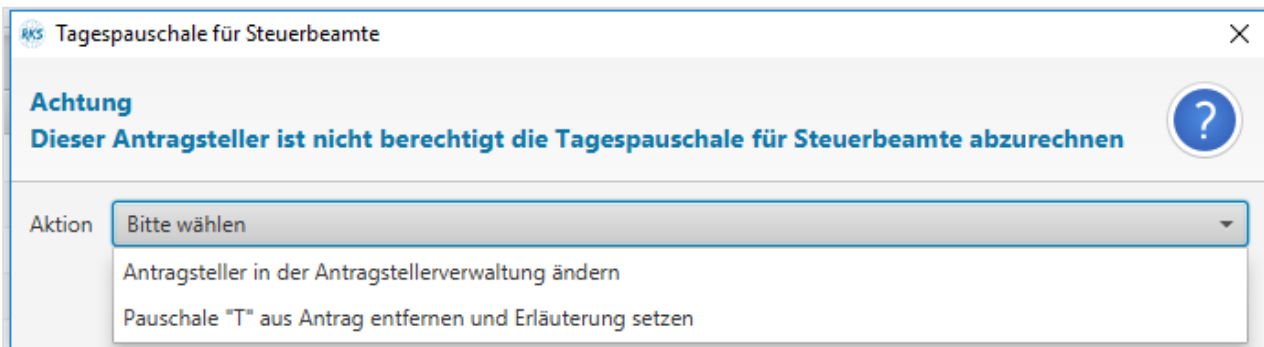 RKS Tagespauschale für Steuerbeamte
Achtung
Dieser Antragsteller ist nicht berechtigt die Tagespauschale für Steuerbeamte abzurechnen
?
Aktion Bitte wählen
Antragsteller in der Antragstellerverwaltung ändern
Pauschale "T" aus Antrag entfernen und Erläuterung setzen